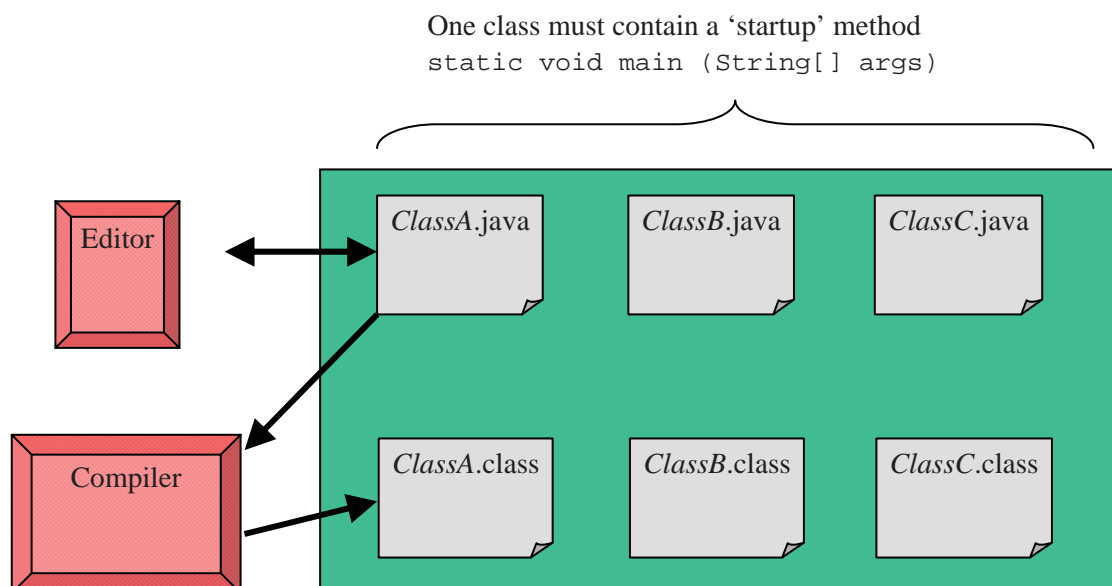 One class must contain a ‘startup’ method
static void main (String[] args)
Editor
ClassA.java
ClassB.java
ClassC.java
Compiler
ClassA.class
ClassB.class
ClassC.class